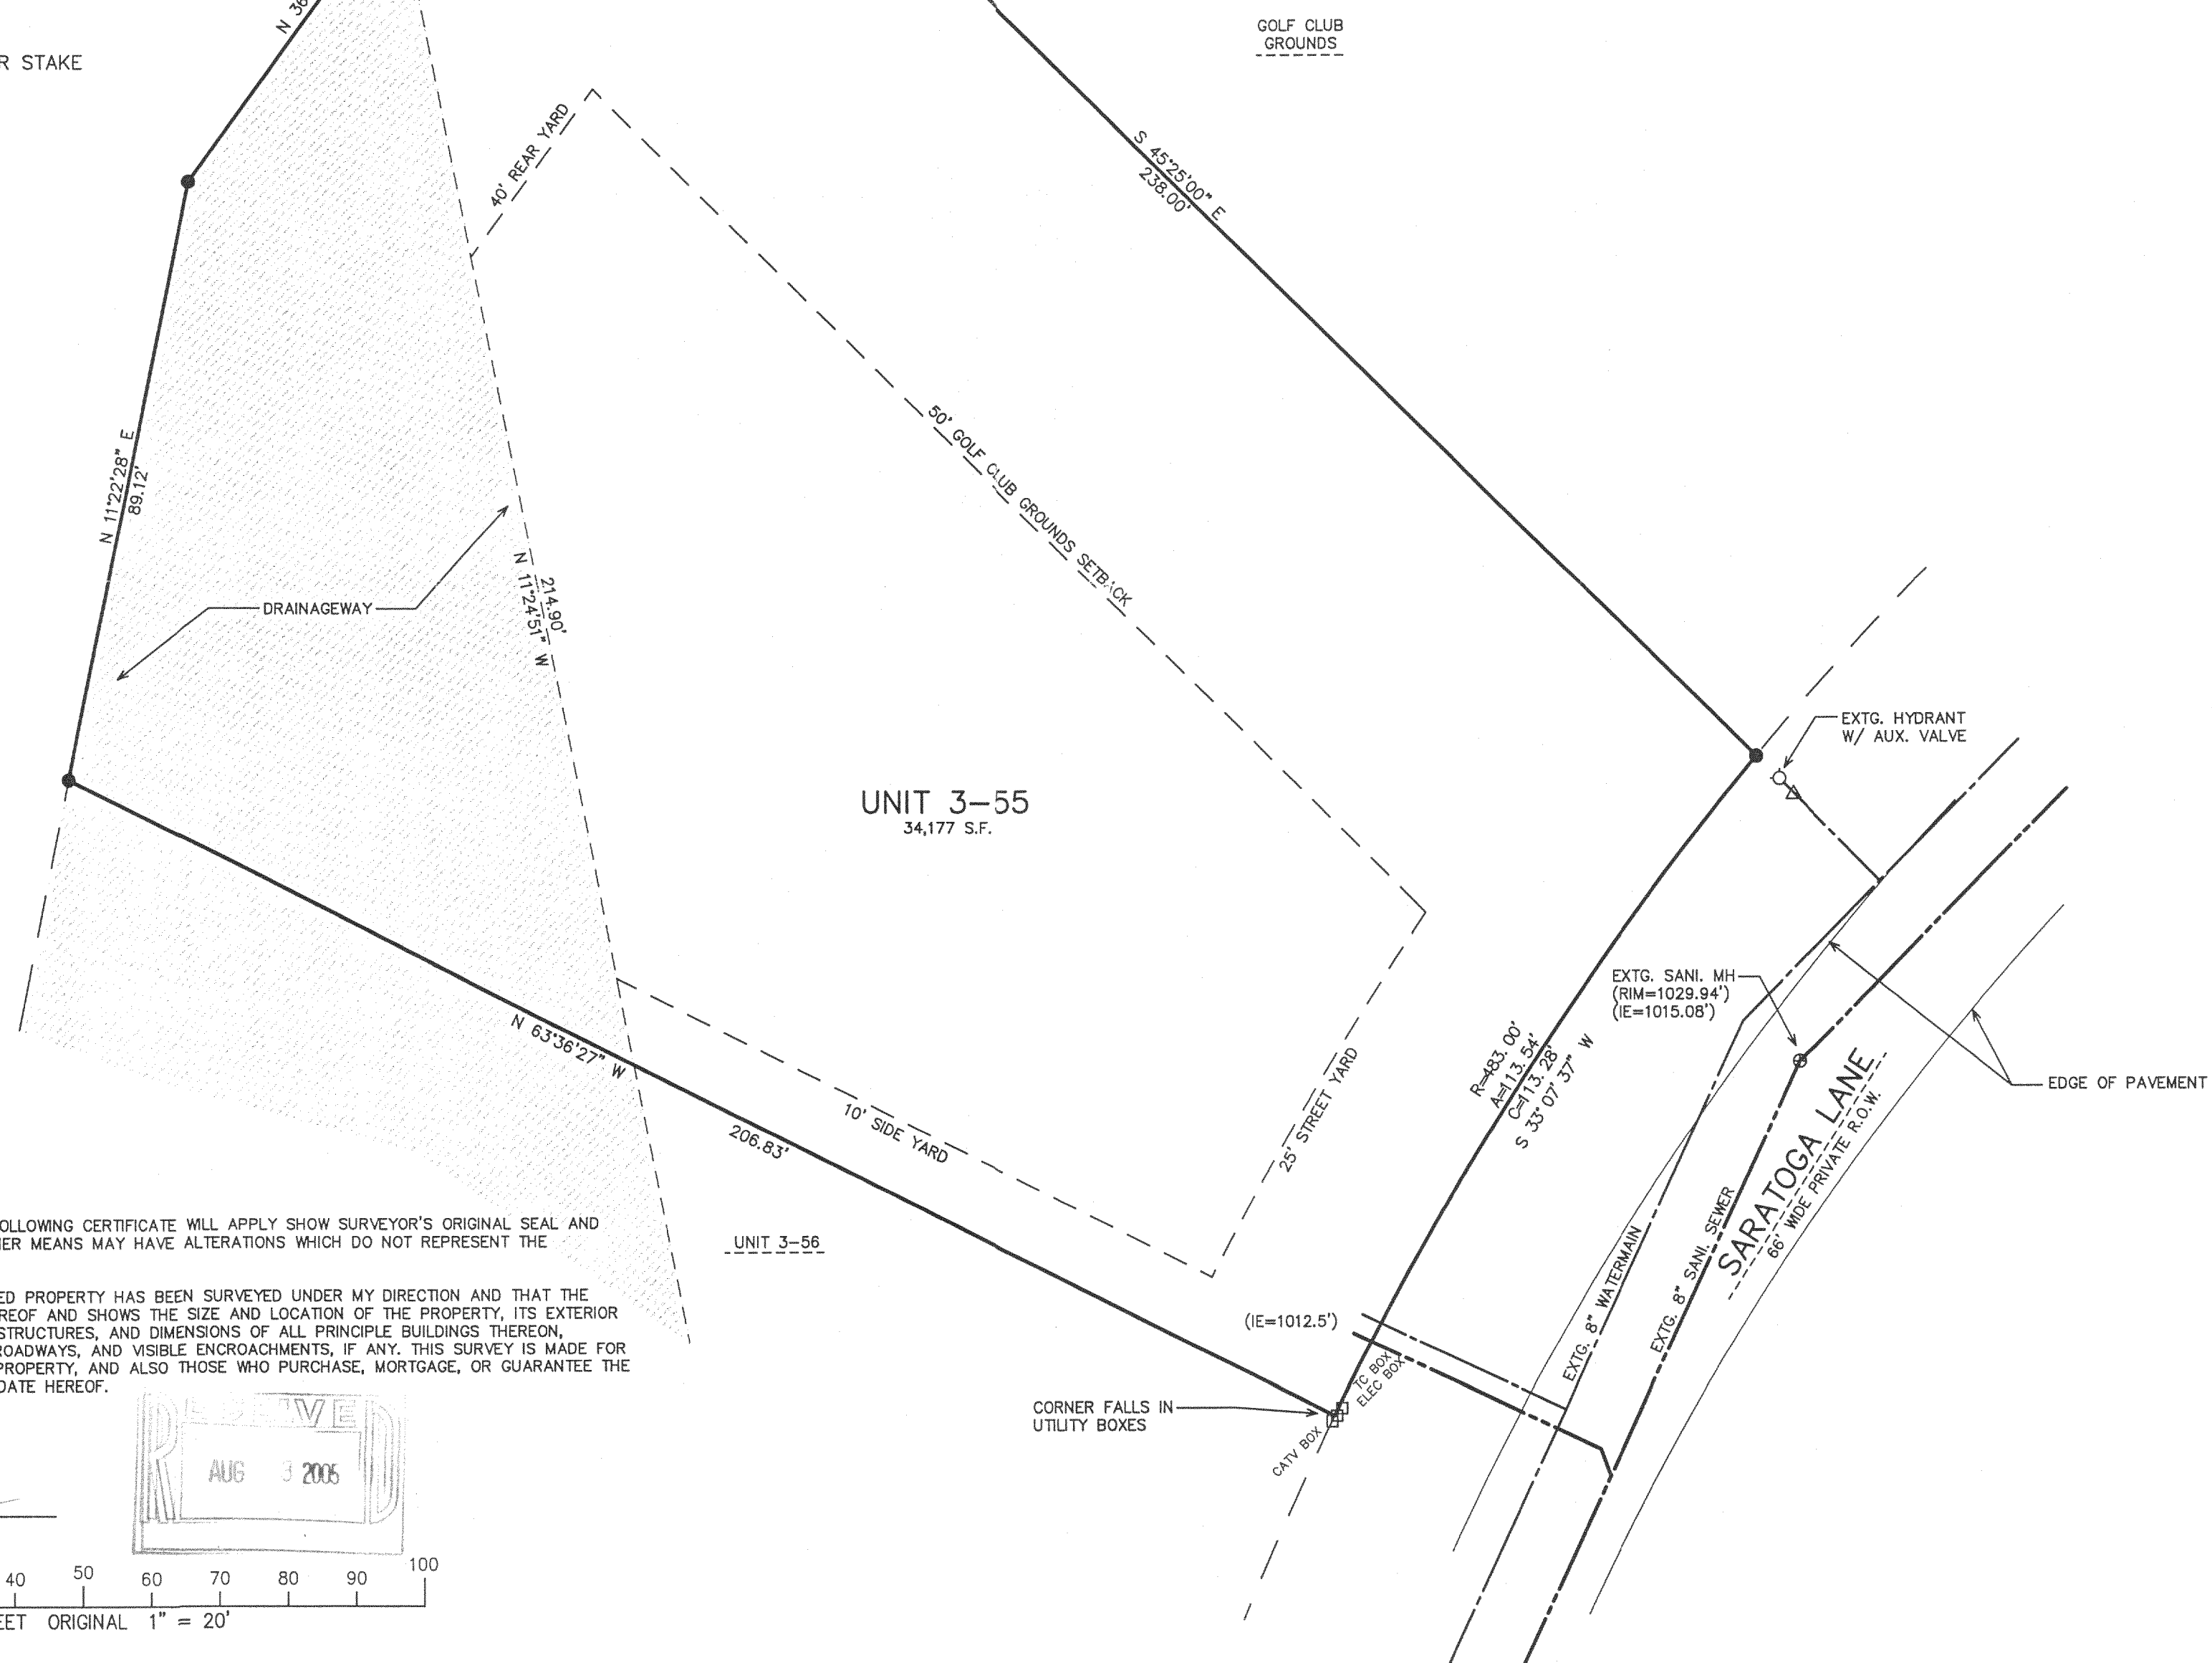 N 36
R STAKE
GOLF CLUB
GROUNDS
40' REAR YARD
S 45°25'00" E
238.00'
N 11°22'28" E
89.12'
DRAINAGEWAY
214.90'
N 11°24'51" W
50' GOLF CLUB GROUNDS SETBACK
UNIT 3-55
34,177 S.F.
EXTG. HYDRANT
W/ AUX. VALVE
EXTG. SANI. MH
(RIM=1029.94')
(IE=1015.08')
N 63°36'27" W
206.83'
10' SIDE YARD
25' STREET YARD
R=483.00'
A=113.54'
C=113.28'
S 33°07'37" W
EDGE OF PAVEMENT
SARATOGA LANE
66' WIDE PRIVATE R.O.W.
EXTG. 8" WATERMAIN
EXTG. 8" SANI. SEWER
UNIT 3-56
(IE=1012.5')
TC BOX
ELEC BOX
CATV BOX
CORNER FALLS IN
UTILITY BOXES
OLLOWING CERTIFICATE WILL APPLY SHOW SURVEYOR'S ORIGINAL SEAL AND
IER MEANS MAY HAVE ALTERATIONS WHICH DO NOT REPRESENT THE
ED PROPERTY HAS BEEN SURVEYED UNDER MY DIRECTION AND THAT THE
REOF AND SHOWS THE SIZE AND LOCATION OF THE PROPERTY, ITS EXTERIOR
STRUCTURES, AND DIMENSIONS OF ALL PRINCIPLE BUILDINGS THEREON,
ROADWAYS, AND VISIBLE ENCROACHMENTS, IF ANY. THIS SURVEY IS MADE FOR
PROPERTY, AND ALSO THOSE WHO PURCHASE, MORTGAGE, OR GUARANTEE THE
DATE HEREOF.
RECEIVED
AUG 3 2005
40 50 60 70 80 90 100
EET ORIGINAL 1" = 20'